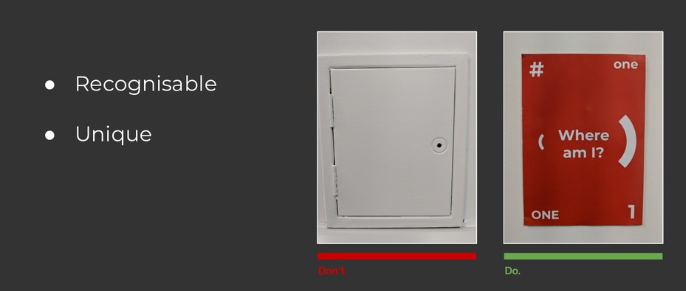 ● Recognisable
● Unique
# one
Where
am I?
ONE 1
Don't.
Do.